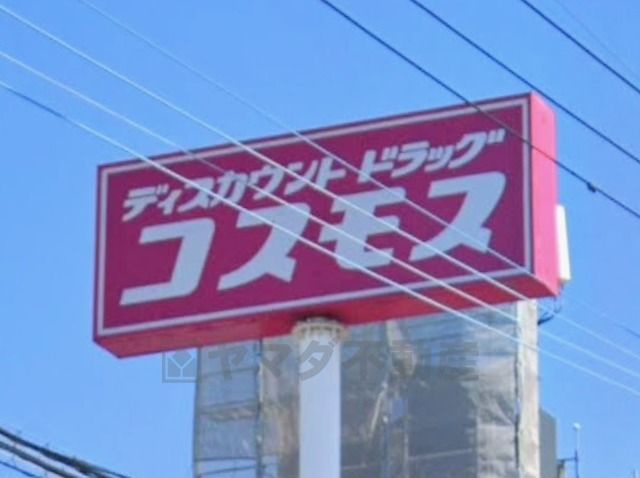 ディスカウント ドラッグ
コスモス
ヤマダ不動産